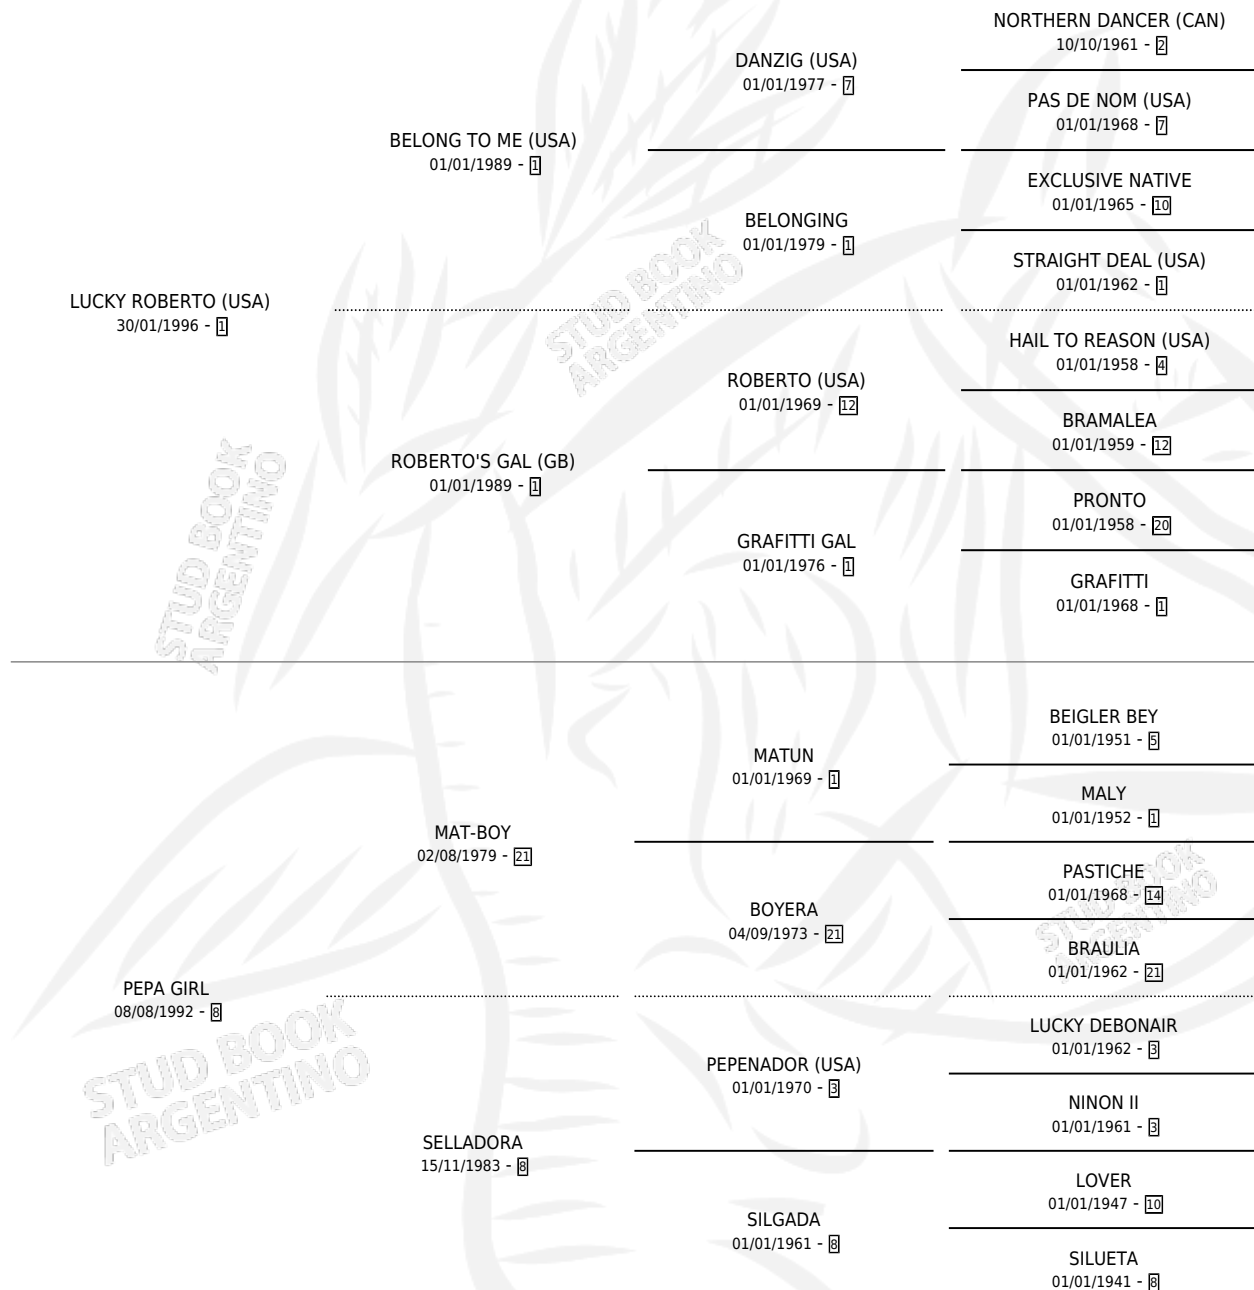 NORTHERN DANCER (CAN)
10/10/1961 - 2
DANZIG (USA)
01/01/1977 - 7
PAS DE NOM (USA)
01/01/1968 - 7
BELONG TO ME (USA)
01/01/1989 - 1
EXCLUSIVE NATIVE
01/01/1965 - 10
BELONGING
01/01/1979 - 1
STRAIGHT DEAL (USA)
01/01/1962 - 1
LUCKY ROBERTO (USA)
30/01/1996 - 1
STUD BOOK
ARGENTINO
HAIL TO REASON (USA)
01/01/1958 - 4
ROBERTO (USA)
01/01/1969 - 12
BRAMALEA
01/01/1959 - 12
ROBERTO'S GAL (GB)
01/01/1989 - 1
PRONTO
01/01/1958 - 20
GRAFITTI GAL
01/01/1976 - 1
GRAFITTI
01/01/1968 - 1
STUD BOOK
ARGENTINO
BEIGLER BEY
01/01/1951 - 5
MATUN
01/01/1969 - 1
MALY
01/01/1952 - 1
MAT-BOY
02/08/1979 - 21
PASTICHE
01/01/1968 - 14
BOYERA
04/09/1973 - 21
STUD BOOK
ARGENTINO
BRAULIA
01/01/1962 - 21
PEPA GIRL
08/08/1992 - 8
LUCKY DEBONAIR
01/01/1962 - 3
PEPENADOR (USA)
01/01/1970 - 3
STUD BOOK
ARGENTINO
NINON II
01/01/1961 - 3
SELLADORA
15/11/1983 - 8
LOVER
01/01/1947 - 10
SILGADA
01/01/1961 - 8
SILUETA
01/01/1941 - 8